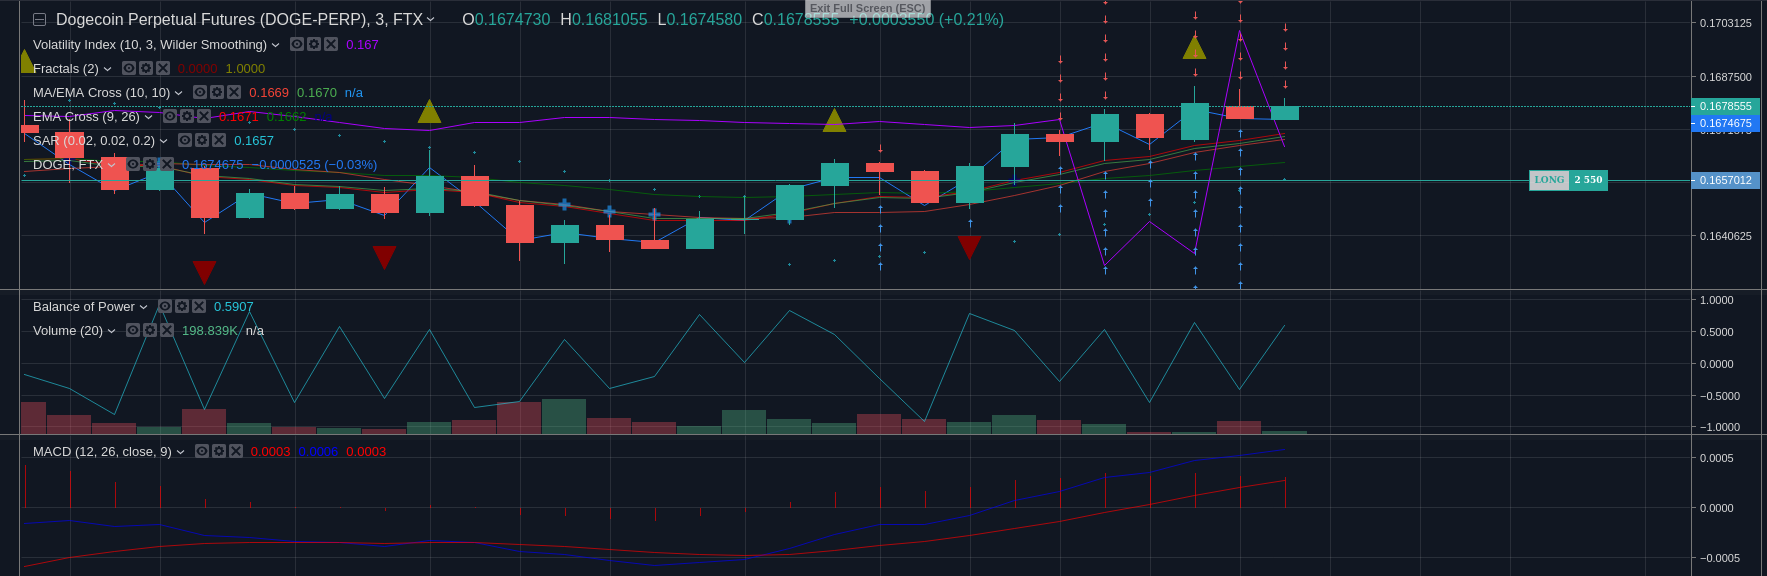 Exit Full Screen (ESC)
Dogecoin Perpetual Futures (DOGE-PERP), 3, FTX O0.1674730 H0.1681055 L0.1674580 C0.1678555 +0.0003550 (+0.21%)
0.1703125
Volatility Index (10, 3, Wilder Smoothing) 0.167
Fractals (2) 0.0000 1.0000
0.1687500
MA/EMA Cross (10, 10) 0.1669 0.1670 n/a
0.1678555
EMA Cross (9, 26) 0.1671 0.1662
0.1674675
SAR (0.02, 0.02, 0.2) 0.1657
DOGE, FTX 0.1674675 −0.0000525 (−0.03%)
LONG 2 550 0.1657012
0.1640625
Balance of Power 0.5907
1.0000
Volume (20) 198.839K n/a
0.5000
0.0000
−0.5000
−1.0000
MACD (12, 26, close, 9) 0.0003 0.0006 0.0003
0.0005
0.0000
−0.0005